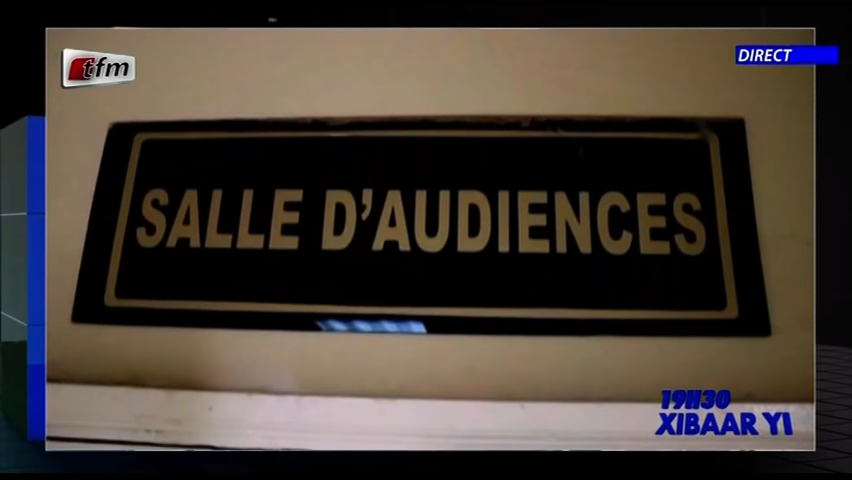 tfm
DIRECT
SALLE D'AUDIENCES
19H30
XIBAAR YI